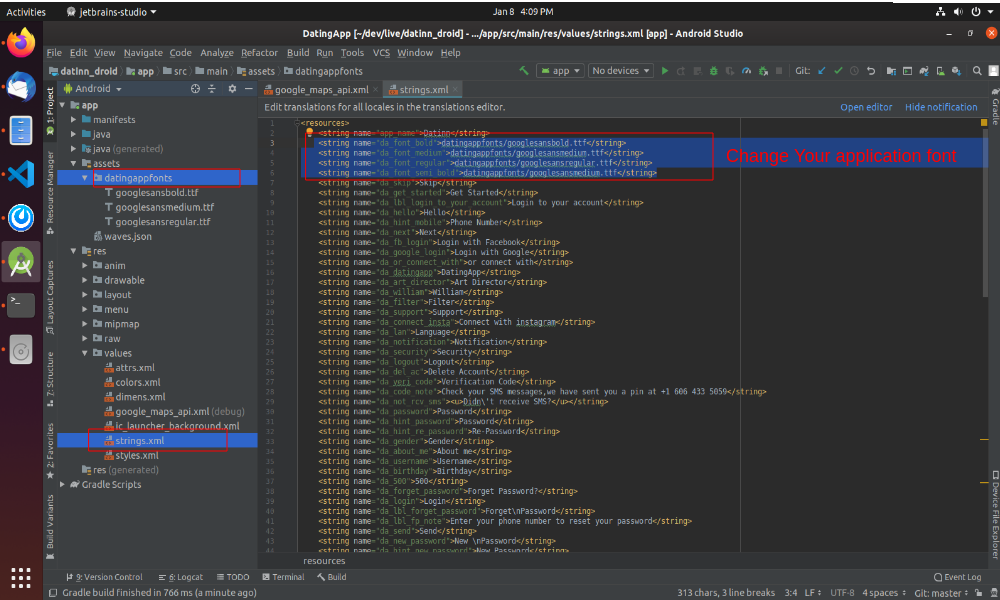 Activities jetbrains-studio Jan 8 4:09 PM
DatingApp [~/dev/live/datinn_droid] - .../app/src/main/res/values/strings.xml [app] - Android Studio
File Edit View Navigate Code Analyze Refactor Build Run Tools VCS Window Help
datinn_droid app src main assets datingappfonts app No devices Git:
Android google_maps_api.xml strings.xml
Edit translations for all locales in the translations editor. Open editor Hide notification
1: Project
Resource Manager
Layout Captures
7: Structure
2: Favorites
Build Variants
app
manifests
java
java (generated)
assets
datingappfonts
googlesansbold.ttf
googlesansmedium.ttf
googlesansregular.ttf
waves.json
res
anim
drawable
layout
menu
mipmap
raw
values
attrs.xml
colors.xml
dimens.xml
google_maps_api.xml (debug)
ic_launcher_background.xml
strings.xml
styles.xml
res (generated)
Gradle Scripts
1 <resources>
2 <string name="app_name">Datinn</string>
3 <string name="da_font_bold">datingappfonts/googlesansbold.ttf</string>
4 <string name="da_font_medium">datingappfonts/googlesansmedium.ttf</string>
5 <string name="da_font_regular">datingappfonts/googlesansregular.ttf</string>
6 <string name="da_font_semi_bold">datingappfonts/googlesansmedium.ttf</string>
Change Your application font
7 <string name="da_skip">Skip</string>
8 <string name="da_get_started">Get Started</string>
9 <string name="da_lbl_login_to_your_account">Login to your account</string>
10 <string name="da_hello">Hello</string>
11 <string name="da_hint_mobile">Phone Number</string>
12 <string name="da_next">Next</string>
13 <string name="da_fb_login">Login with Facebook</string>
14 <string name="da_google_login">Login with Google</string>
15 <string name="da_or_connect_with">or connect with</string>
16 <string name="da_datingapp">DatingApp</string>
17 <string name="da_art_director">Art Director</string>
18 <string name="da_william">William</string>
19 <string name="da_filter">Filter</string>
20 <string name="da_support">Support</string>
21 <string name="da_connect_insta">Connect with instagram</string>
22 <string name="da_lan">Language</string>
23 <string name="da_notification">Notification</string>
24 <string name="da_security">Security</string>
25 <string name="da_logout">Logout</string>
26 <string name="da_del_ac">Delete Account</string>
27 <string name="da_veri_code">Verification Code</string>
28 <string name="da_code_note">Check your SMS messages,we have sent you a pin at +1 606 433 5059</string>
29 <string name="da_not_rcv_sms"><u>Didn\'t receive SMS?</u></string>
30 <string name="da_password">Password</string>
31 <string name="da_hint_password">Password</string>
32 <string name="da_hint_re_password">Re-Password</string>
33 <string name="da_gender">Gender</string>
34 <string name="da_about_me">About me</string>
35 <string name="da_username">Username</string>
36 <string name="da_birthday">Birthday</string>
37 <string name="da_500">500</string>
38 <string name="da_forget_password">Forget Password?</string>
39 <string name="da_login">Login</string>
40 <string name="da_lbl_forget_password">Forget\nPassword</string>
41 <string name="da_lbl_fp_note">Enter your phone number to reset your password</string>
42 <string name="da_send">Send</string>
43 <string name="da_new_password">New \nPassword</string>
44 <string name="da_hint_new_password">New Password</string>
resources
Gradle
Device File Explorer
9: Version Control 6: Logcat TODO Terminal Build Event Log
Gradle build finished in 766 ms (a minute ago) 313 chars, 3 line breaks 3:4 LF UTF-8 4 spaces Git: master